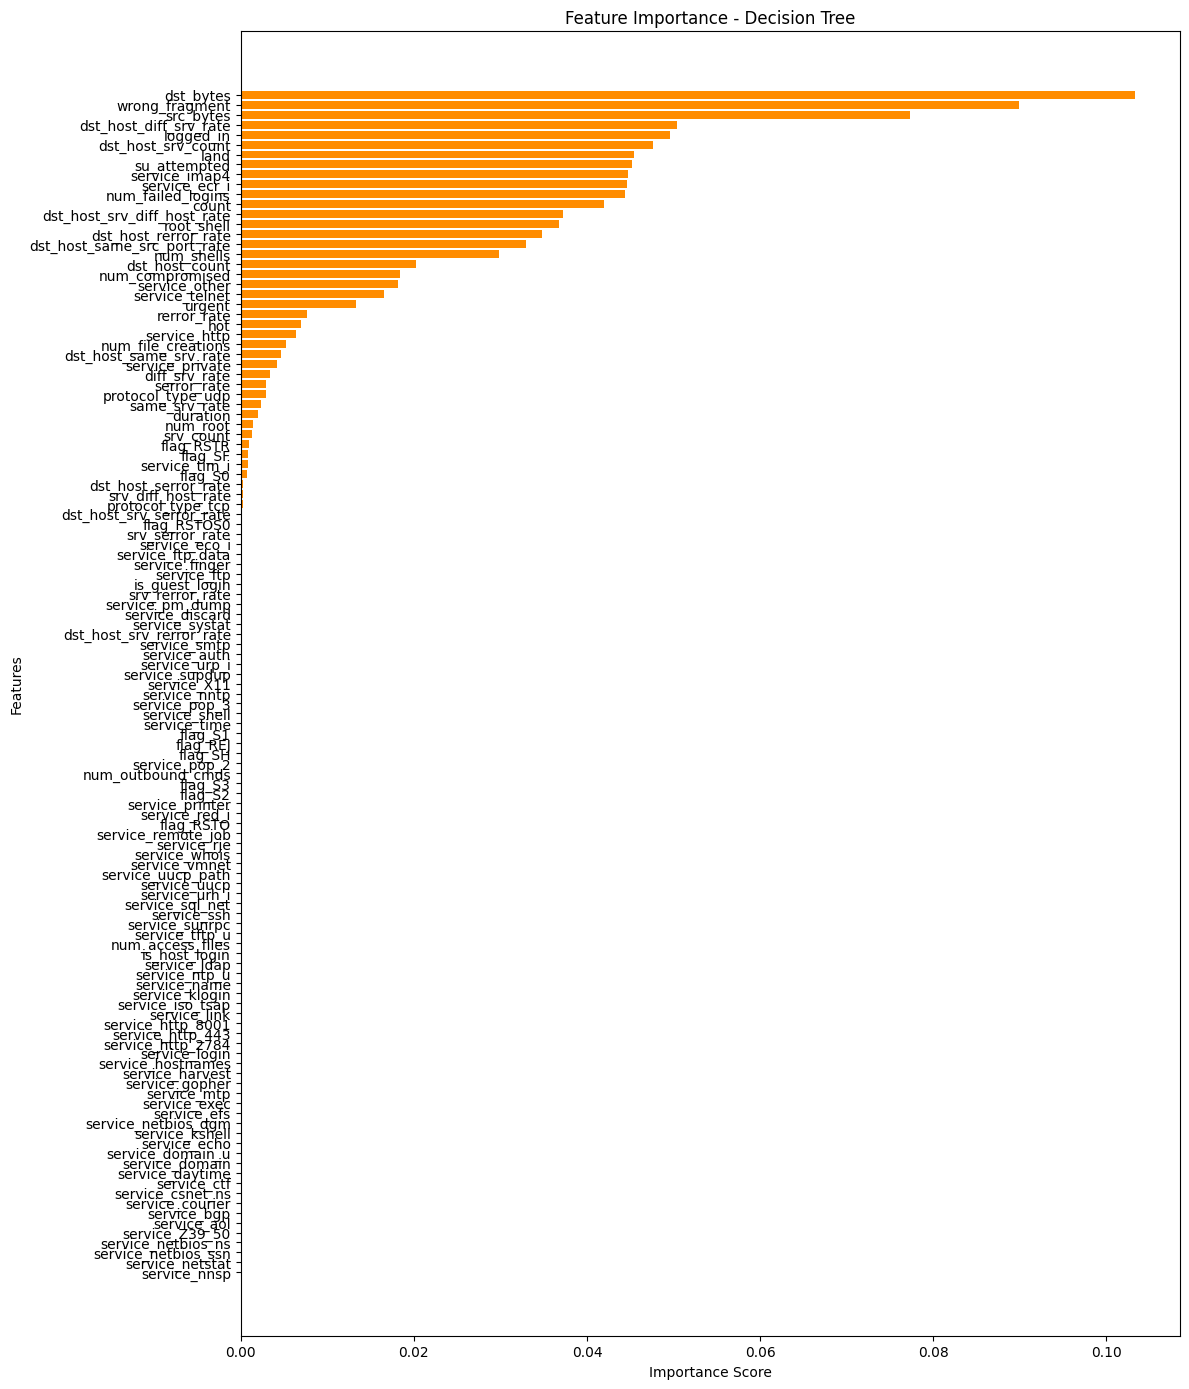 Feature Importance - Decision Tree
dst_bytes
wrong_fragment
src_bytes
dst_host_diff_srv_rate
logged_in
dst_host_srv_count
land
su_attempted
service_imap4
service_ecr_i
num_failed_logins
count
dst_host_srv_diff_host_rate
root_shell
dst_host_rerror_rate
dst_host_same_src_port_rate
num_shells
dst_host_count
num_compromised
service_other
service_telnet
urgent
rerror_rate
hot
service_http
num_file_creations
dst_host_same_srv_rate
service_private
diff_srv_rate
serror_rate
protocol_type_udp
same_srv_rate
duration
num_root
srv_count
flag_RSTR
flag_SF
service_tim_i
flag_S0
dst_host_serror_rate
srv_diff_host_rate
protocol_type_tcp
dst_host_srv_serror_rate
flag_RSTOS0
srv_serror_rate
service_eco_i
service_ftp_data
service_finger
service_ftp
is_guest_login
srv_rerror_rate
service_pm_dump
service_discard
service_systat
dst_host_srv_rerror_rate
service_smtp
service_auth
service_urp_i
service_supdup
service_X11
service_nntp
service_pop_3
service_shell
service_time
flag_S1
flag_REJ
flag_SH
service_pop_2
num_outbound_cmds
flag_S3
flag_S2
service_printer
service_red_i
flag_RSTO
service_remote_job
service_rje
service_whois
service_vmnet
service_uucp_path
service_uucp
service_urh_i
service_sql_net
service_ssh
service_sunrpc
service_tftp_u
num_access_files
is_host_login
service_ldap
service_ntp_u
service_name
service_klogin
service_iso_tsap
service_link
service_http_8001
service_http_443
service_http_2784
service_login
service_hostnames
service_harvest
service_gopher
service_mtp
service_exec
service_efs
service_netbios_dgm
service_kshell
service_echo
service_domain_u
service_domain
service_daytime
service_ctf
service_csnet_ns
service_courier
service_bgp
service_aol
service_Z39_50
service_netbios_ns
service_netbios_ssn
service_netstat
service_nnsp
Features
0.00 0.02 0.04 0.06 0.08 0.10
Importance Score